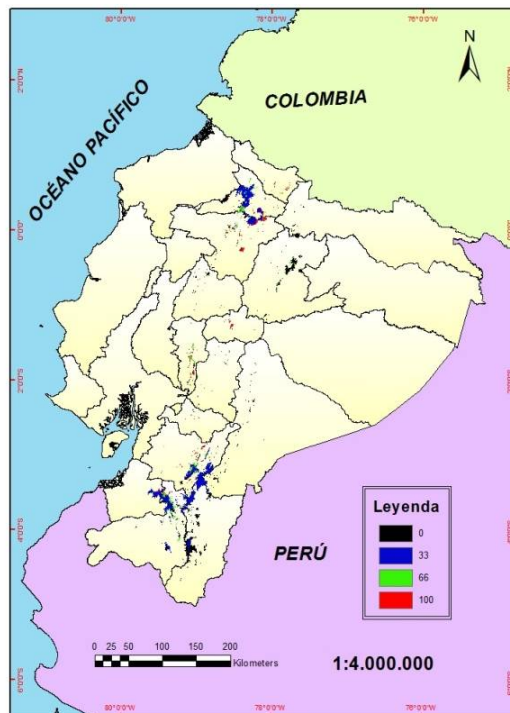 80°0'0"W 78°0'0"W 76°0'0"W
N
2°0'0"N
COLOMBIA
OCÉANO PACÍFICO
0°0'0"
2°0'0"S
4°0'0"S
Leyenda
0
33
66
100
PERÚ
0 25 50 100 150 200
Kilometers
1:4.000.000
6°0'0"S
80°0'0"W 78°0'0"W 76°0'0"W